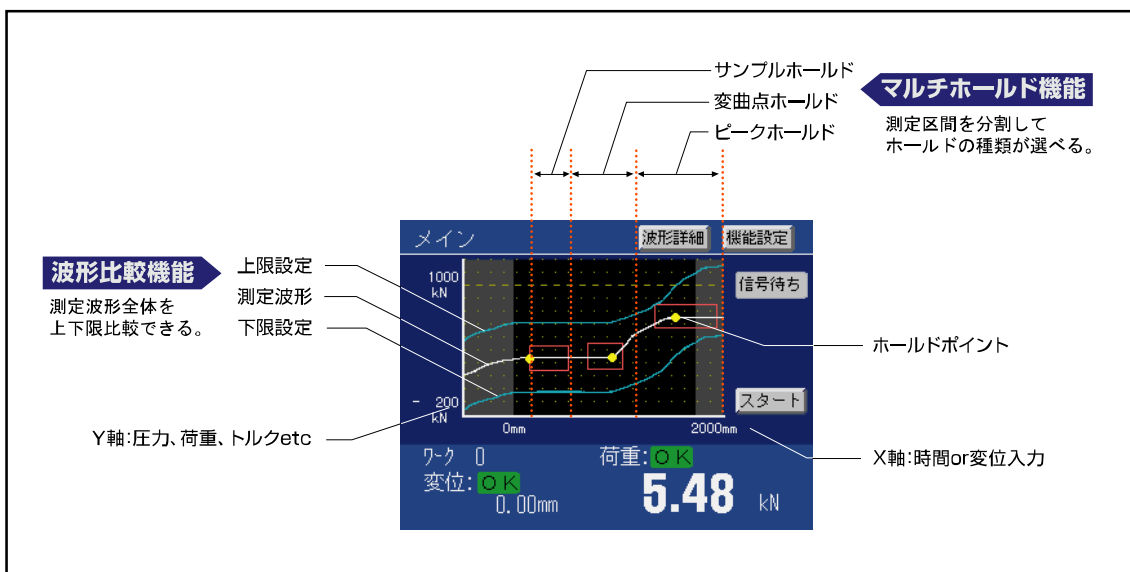 サンプルホールド
変曲点ホールド
ピークホールド
マルチホールド機能
測定区間を分割して
ホールドの種類が選べる。
波形比較機能
測定波形全体を
上下限比較できる。
上限設定
測定波形
下限設定
メイン
波形詳細
機能設定
1000
kN
信号待ち
ホールドポイント
- 200
kN
スタート
0mm
2000mm
Y軸:圧力、荷重、トルクetc
X軸:時間or変位入力
ワーク 0
荷重:OK
変位:OK
0.00mm
5.48 kN